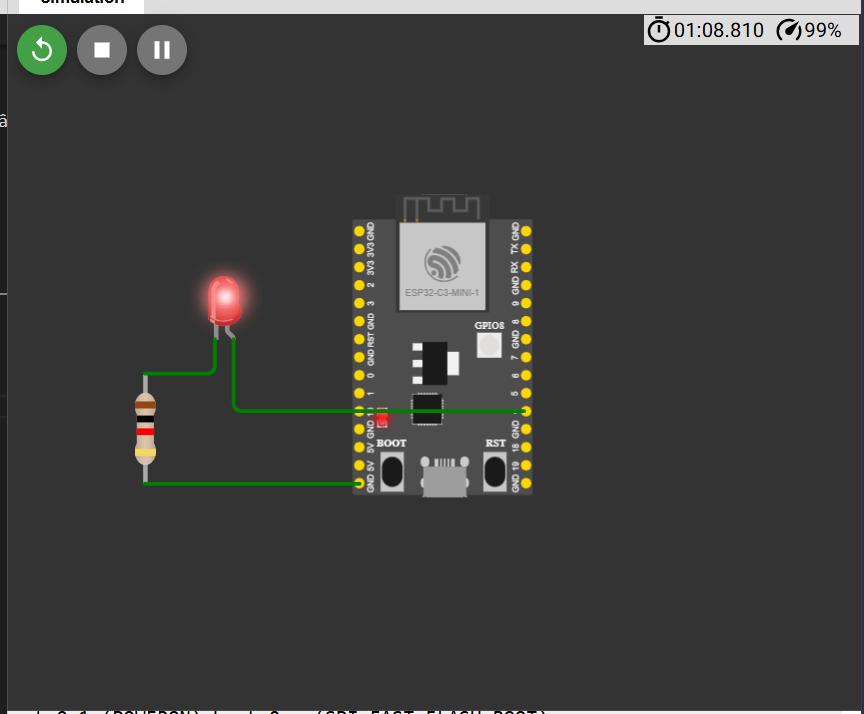 Simulation
01:08.810 99%
â
GND
3V3
3V3
2
3
GND
RST
GND
0
1
10
GND
5V
5V
GND
ESP32-C3-MINI-1
GPIO8
BOOT
RST
GND
TX
RX
GND
9
8
GND
7
6
5
GND
18
19
GND